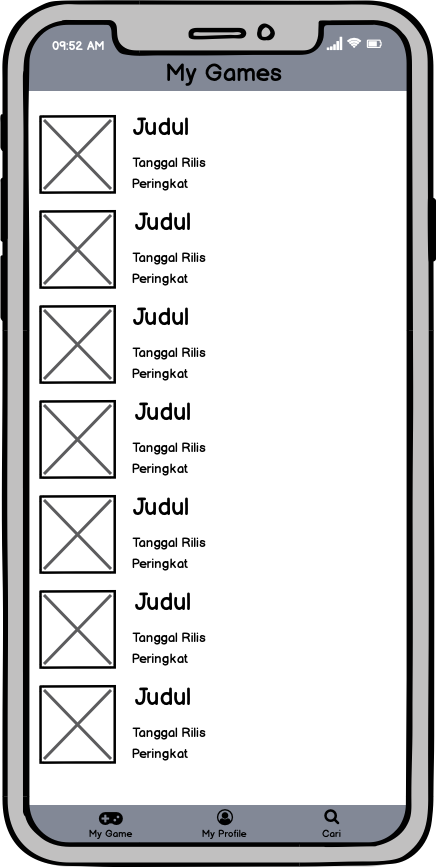 09:52 AM
My Games
Judul
Tanggal Rilis
Peringkat
Judul
Tanggal Rilis
Peringkat
Judul
Tanggal Rilis
Peringkat
Judul
Tanggal Rilis
Peringkat
Judul
Tanggal Rilis
Peringkat
Judul
Tanggal Rilis
Peringkat
Judul
Tanggal Rilis
Peringkat
My Game My Profile Cari